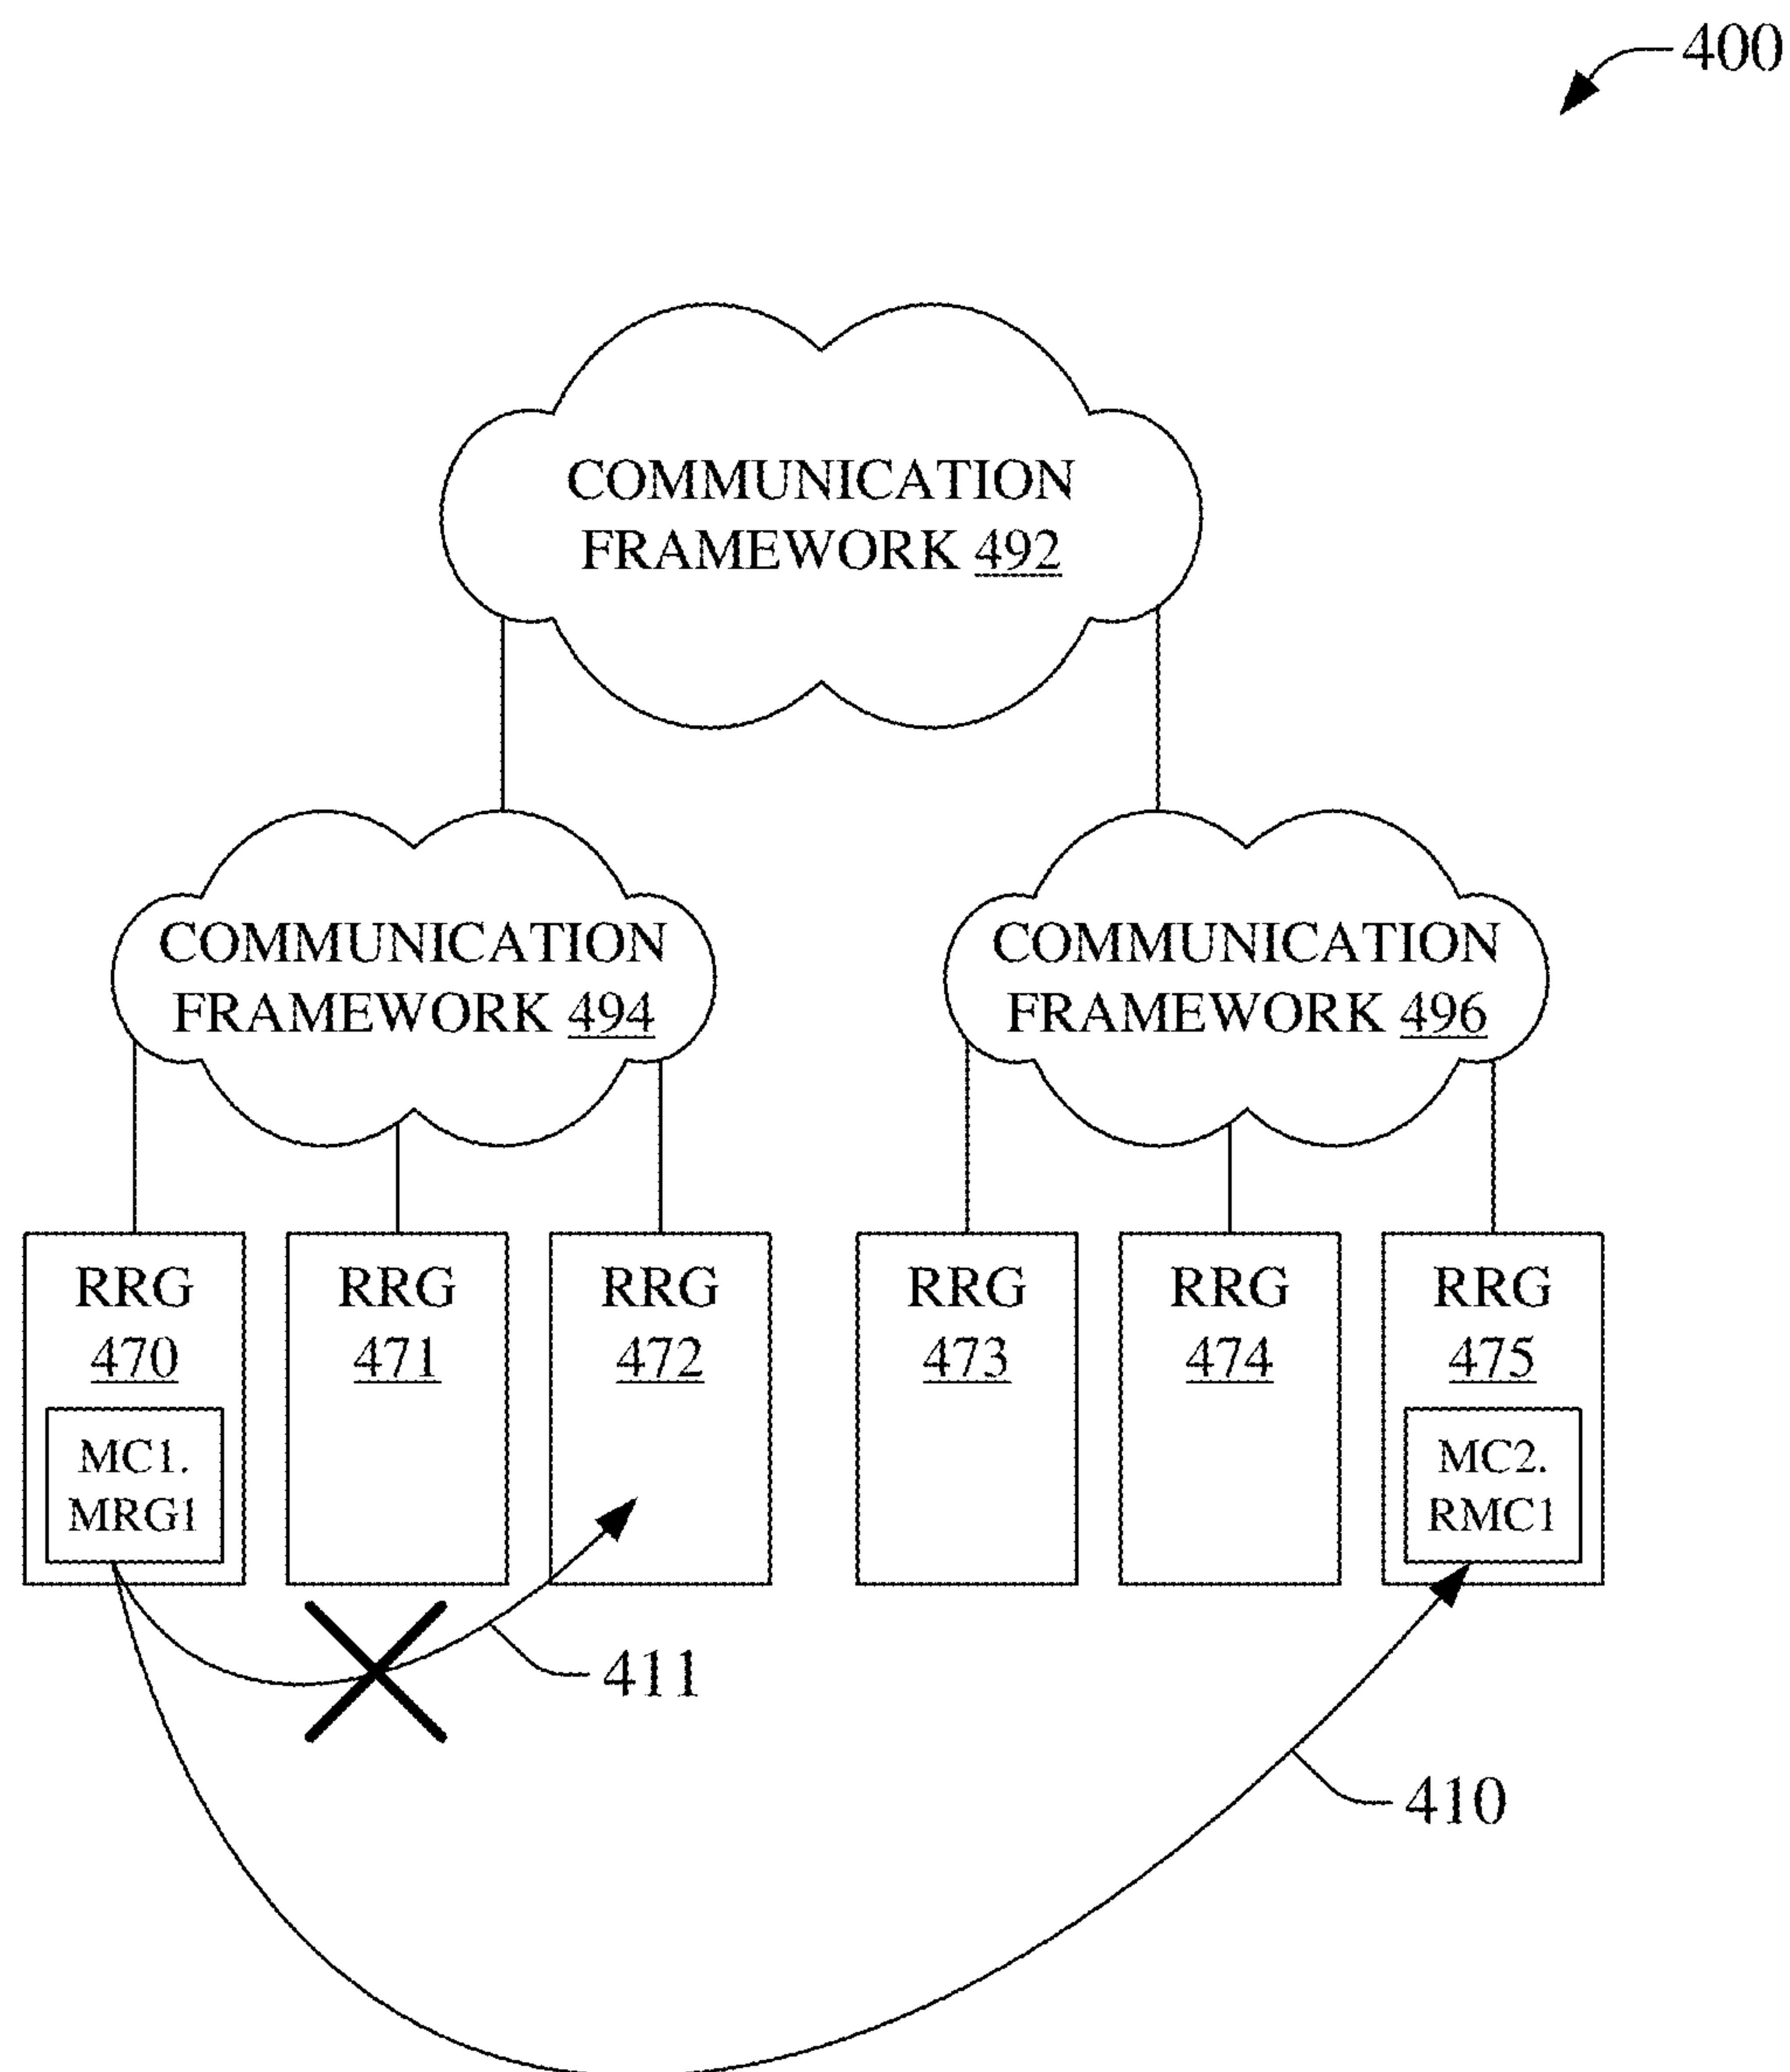 400
COMMUNICATION
FRAMEWORK 492
COMMUNICATION
FRAMEWORK 494
COMMUNICATION
FRAMEWORK 496
RRG
470
MC1.
MRG1
RRG
471
RRG
472
RRG
473
RRG
474
RRG
475
MC2.
RMC1
411
410